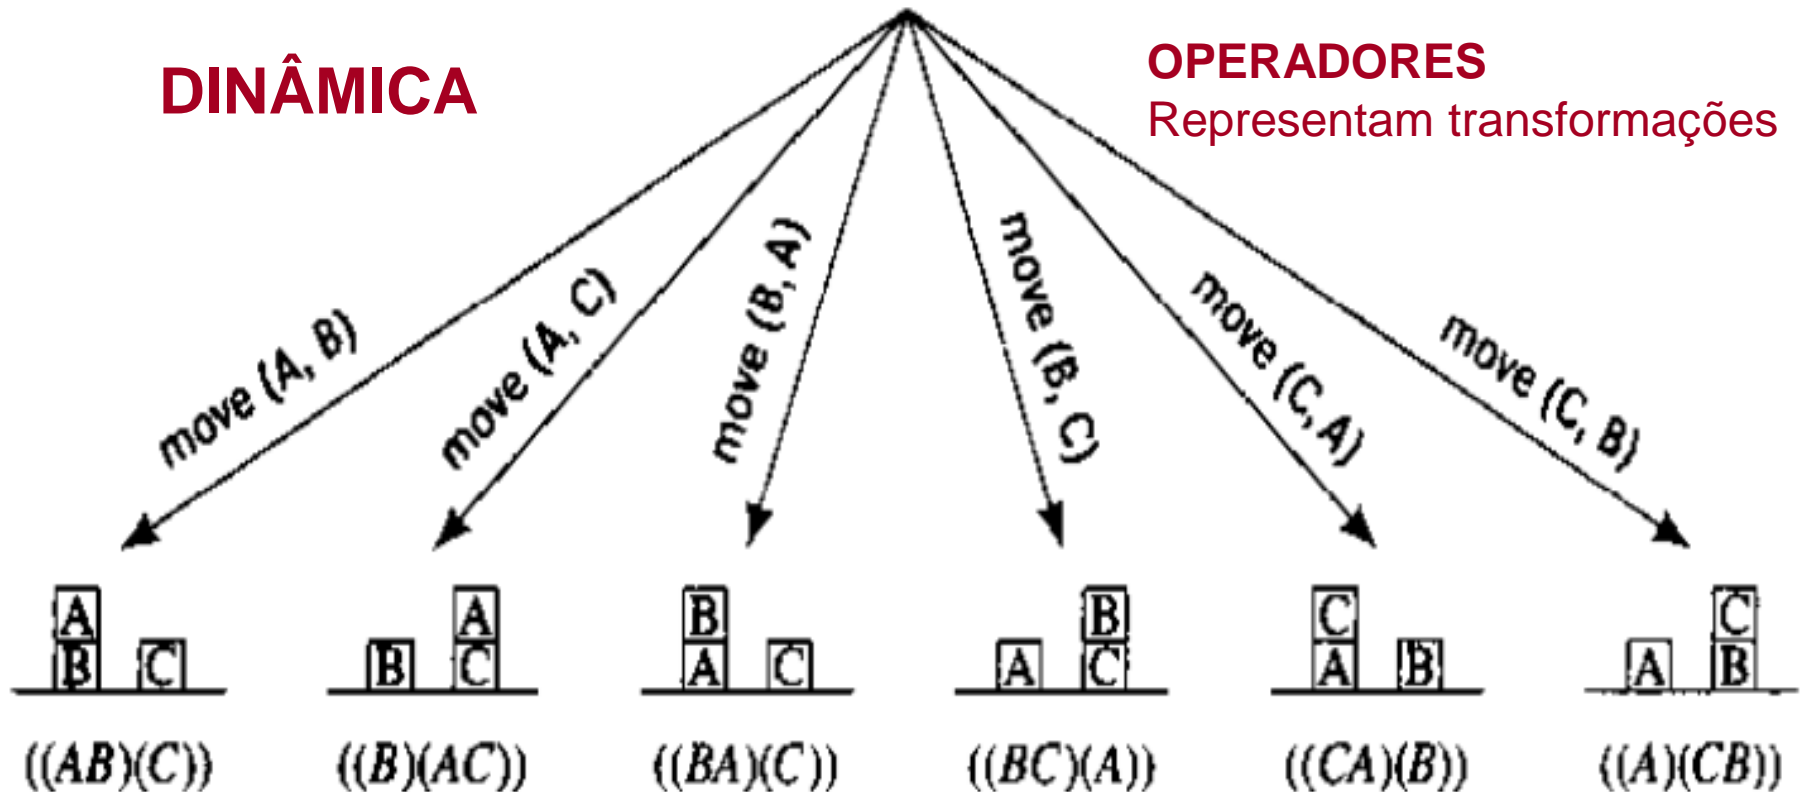 DINÂMICA
OPERADORES
Representam transformações
move (A, B)
move (A, C)
move (B, A)
move (B, C)
move (C, A)
move (C, B)
A
B C
A
B C
B
A C
B
A C
C
A B
C
A B
((AB)(C))
((B)(AC))
((BA)(C))
((BC)(A))
((CA)(B))
((A)(CB))